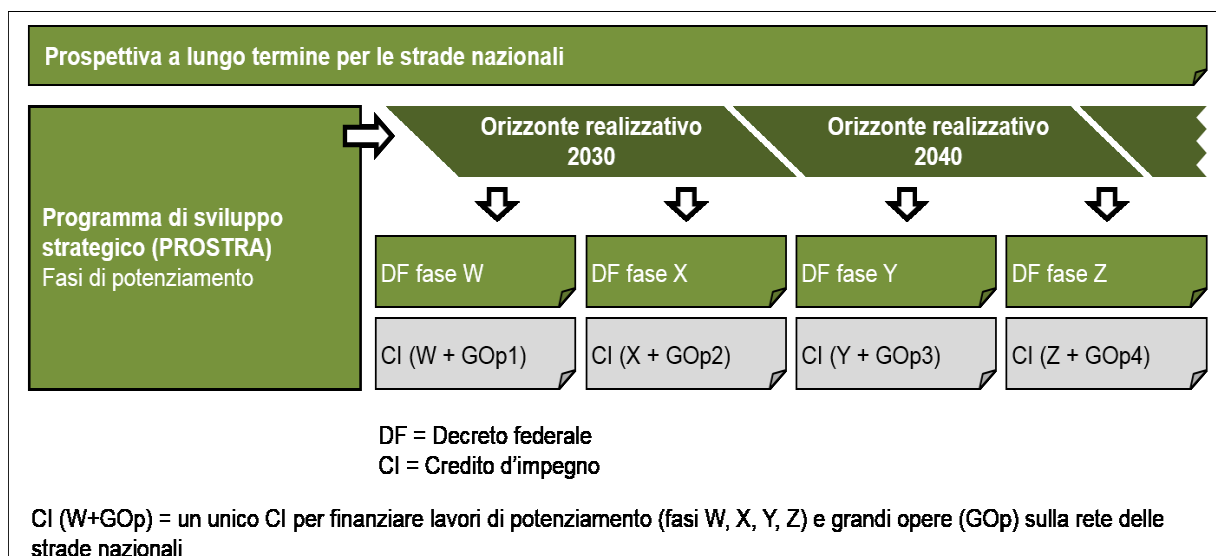 Prospettiva a lungo termine per le strade nazionali
Orizzonte realizzativo
2030
Orizzonte realizzativo
2040
Programma di sviluppo
strategico (PROSTRA)
Fasi di potenziamento
DF fase W
DF fase X
DF fase Y
DF fase Z
CI (W + GOp1)
CI (X + GOp2)
CI (Y + GOp3)
CI (Z + GOp4)
DF = Decreto federale
CI = Credito d'impegno
CI (W+GOp) = un unico CI per finanziare lavori di potenziamento (fasi W, X, Y, Z) e grandi opere (GOp) sulla rete delle
strade nazionali